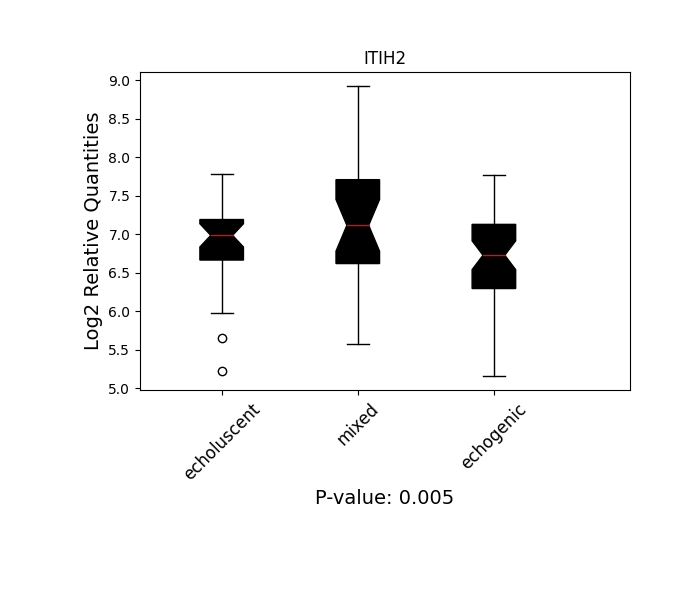 ITIH2
Log2 Relative Quantities
9.0
8.5
8.0
7.5
7.0
6.5
6.0
5.5
5.0
echoluscent
mixed
echogenic
P-value: 0.005